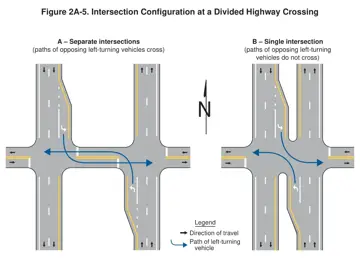 Figure 2A-5. Intersection Configuration at a Divided Highway Crossing
A – Separate intersections
(paths of opposing left-turning vehicles cross)
B – Single intersection
(paths of opposing left-turning
vehicles do not cross)
N
Legend
Direction of travel
Path of left-turning
vehicle